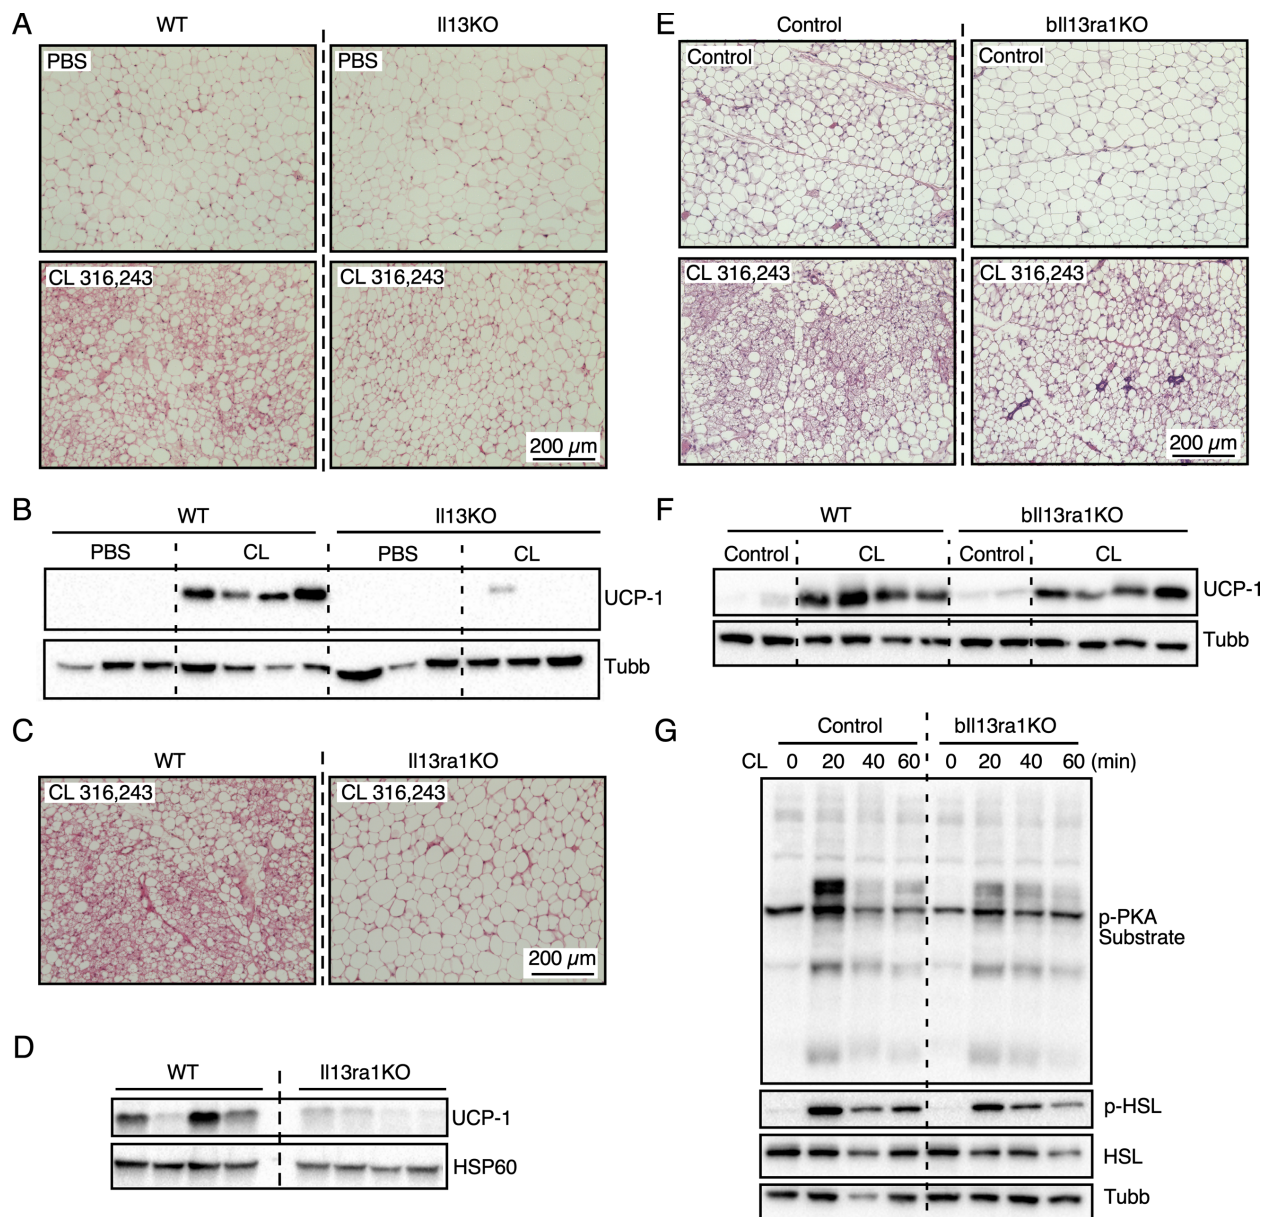 A
WT
Il13KO
PBS
PBS
CL 316,243
CL 316,243
200 µm
B
WT
Il13KO
PBS
CL
PBS
CL
UCP-1
Tubb
C
WT
Il13ra1KO
CL 316,243
CL 316,243
200 µm
D
WT
Il13ra1KO
UCP-1
HSP60
E
Control
bIl13ra1KO
Control
Control
CL 316,243
CL 316,243
200 µm
F
WT
bIl13ra1KO
Control
CL
Control
CL
UCP-1
Tubb
G
Control
bIl13ra1KO
CL 0 20 40 60 0 20 40 60 (min)
p-PKA
Substrate
p-HSL
HSL
Tubb